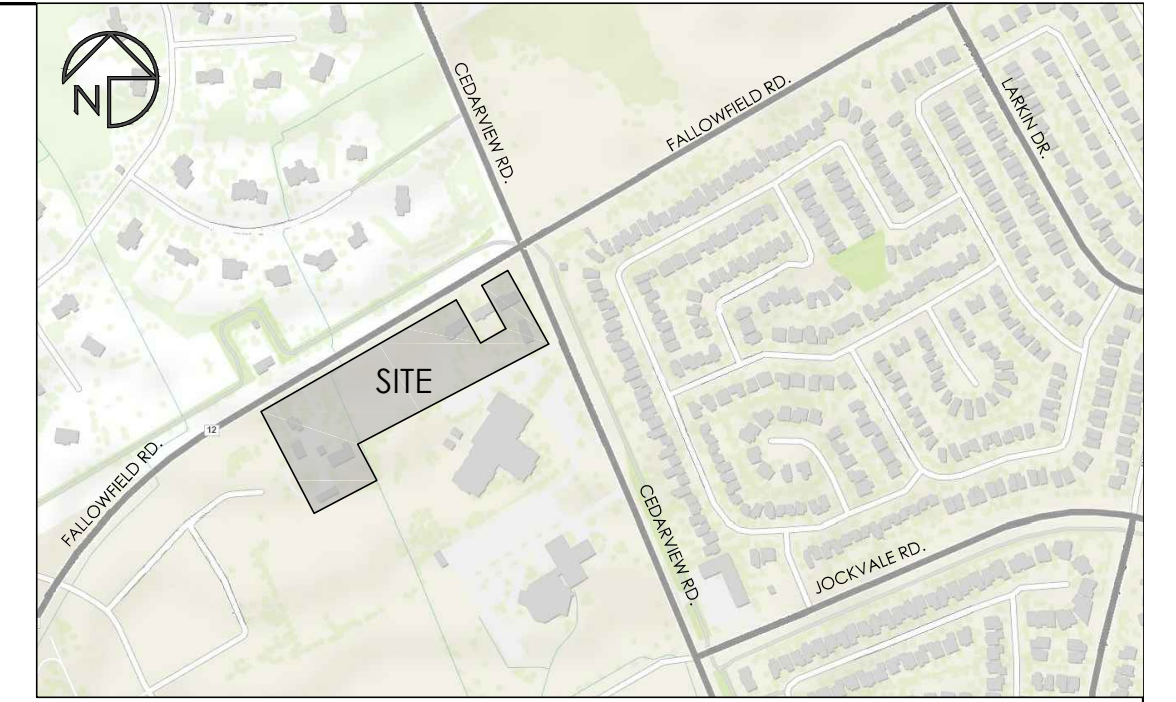 N
CEDARVIEW RD.
FALLOWFIELD RD.
LARKIN DR.
SITE
12
FALLOWFIELD RD.
CEDARVIEW RD.
JOCKVALE RD.